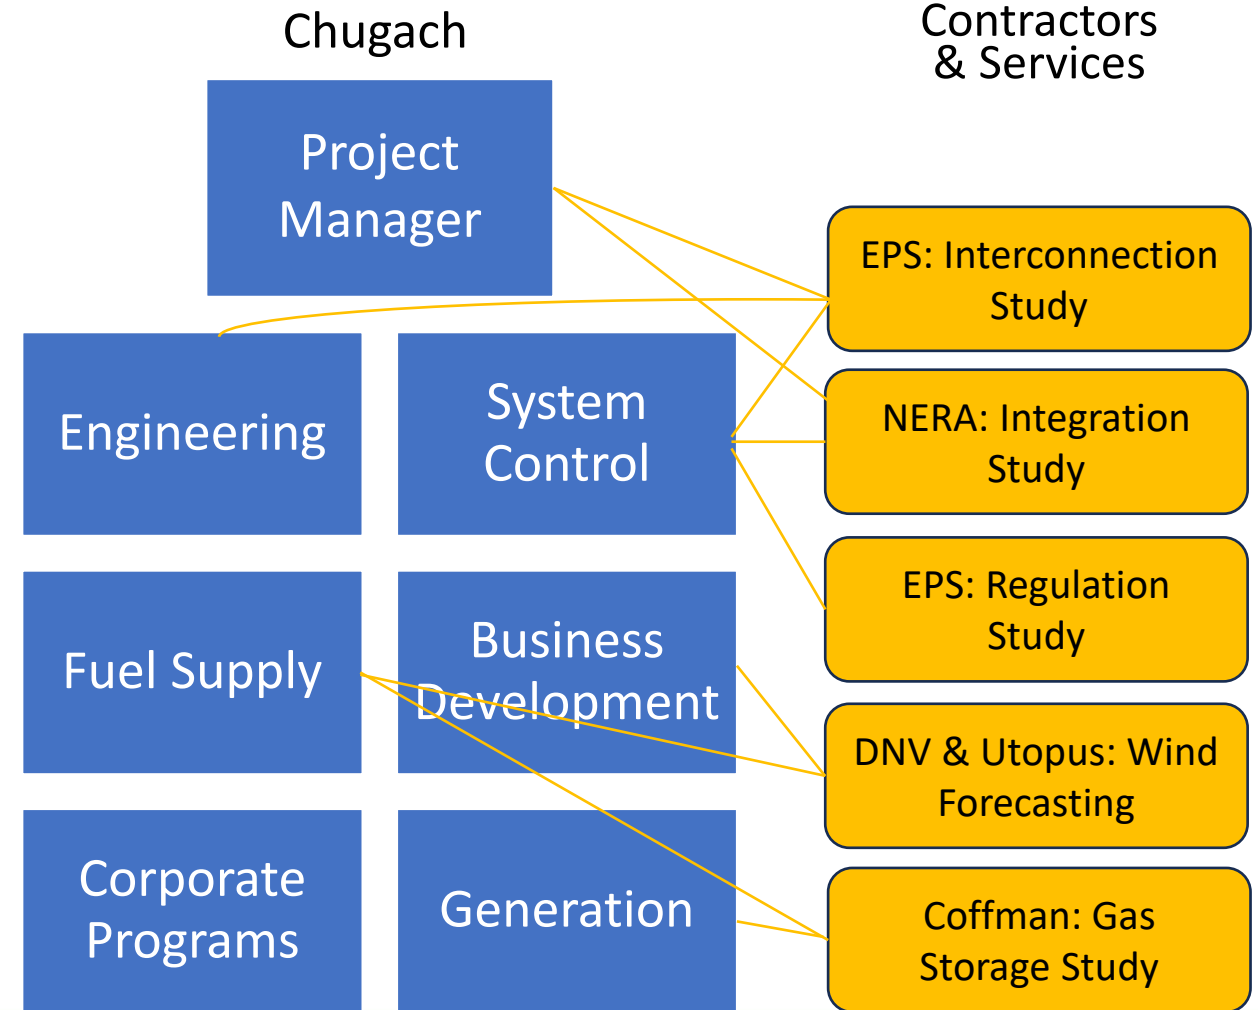 Chugach
Contractors
& Services
Project
Manager
EPS: Interconnection
Study
Engineering
System
Control
NERA: Integration
Study
EPS: Regulation
Study
Fuel Supply
Business
Development
DNV & Utopus: Wind
Forecasting
Corporate
Programs
Generation
Coffman: Gas
Storage Study